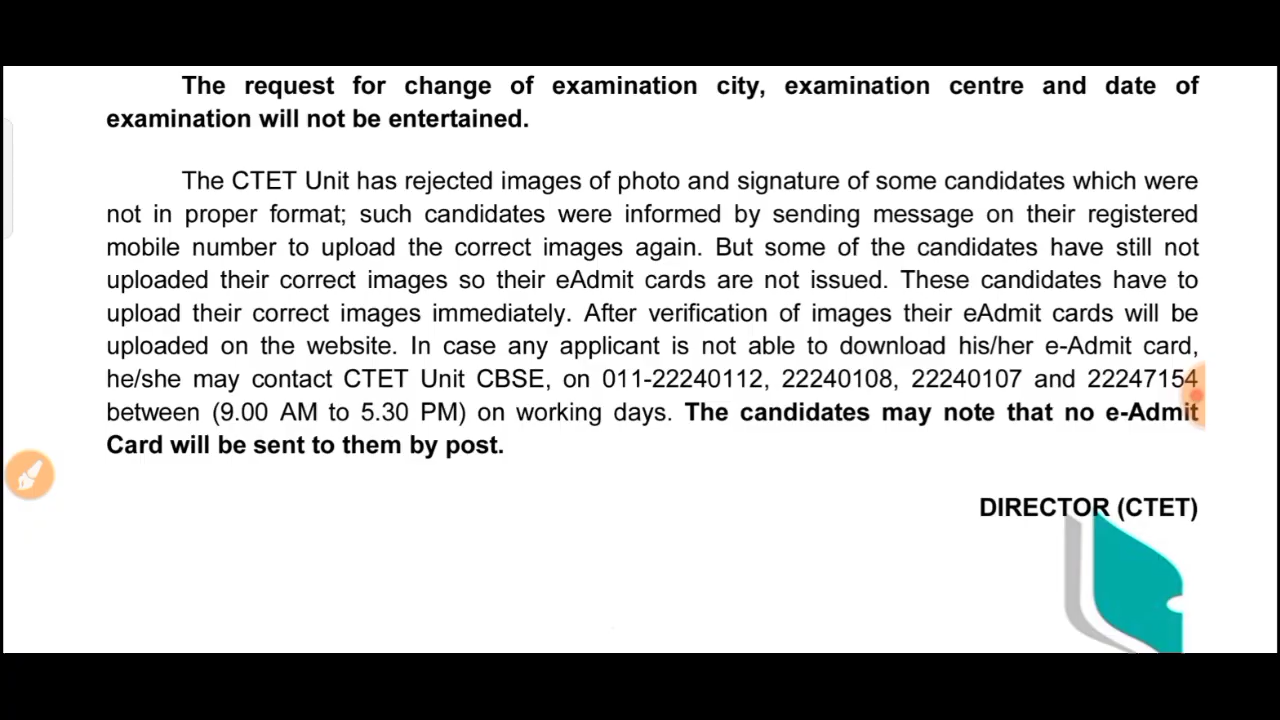 The request for change of examination city, examination centre and date of
examination will not be entertained.
The CTET Unit has rejected images of photo and signature of some candidates which were
not in proper format; such candidates were informed by sending message on their registered
mobile number to upload the correct images again. But some of the candidates have still not
uploaded their correct images so their eAdmit cards are not issued. These candidates have to
upload their correct images immediately. After verification of images their eAdmit cards will be
uploaded on the website. In case any applicant is not able to download his/her e-Admit card,
he/she may contact CTET Unit CBSE, on 011-22240112, 22240108, 22240107 and 22247154
between (9.00 AM to 5.30 PM) on working days. The candidates may note that no e-Admit
Card will be sent to them by post.
DIRECTOR (CTET)